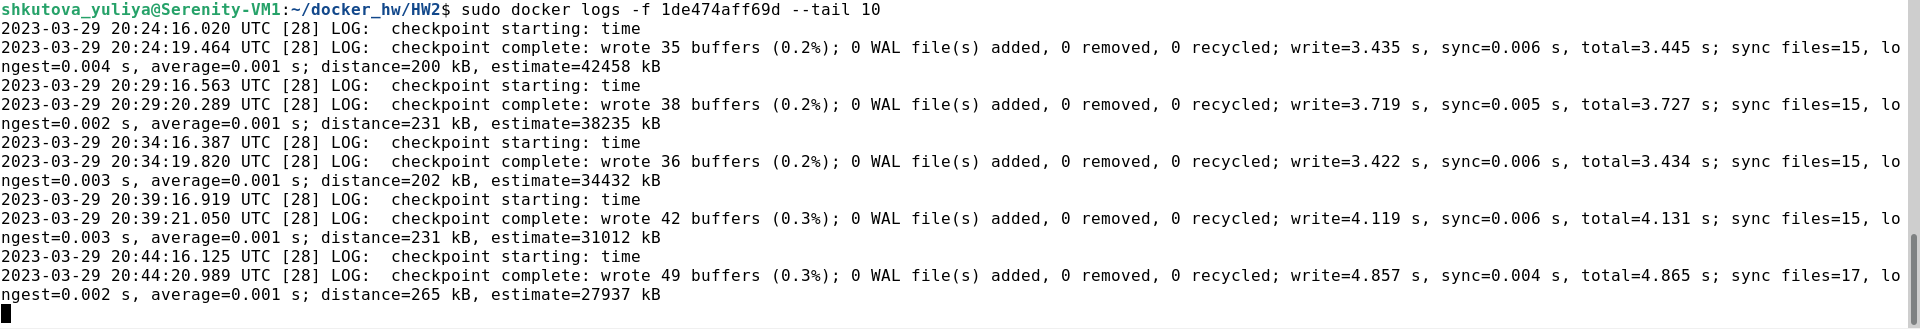 shkutova_yuliya@Serenity-VM1:~/docker_hw/HW2$ sudo docker logs -f 1de474aff69d --tail 10
2023-03-29 20:24:16.020 UTC [28] LOG:  checkpoint starting: time
2023-03-29 20:24:19.464 UTC [28] LOG:  checkpoint complete: wrote 35 buffers (0.2%); 0 WAL file(s) added, 0 removed, 0 recycled; write=3.435 s, sync=0.006 s, total=3.445 s; sync files=15, lo
ngest=0.004 s, average=0.001 s; distance=200 kB, estimate=42458 kB
2023-03-29 20:29:16.563 UTC [28] LOG:  checkpoint starting: time
2023-03-29 20:29:20.289 UTC [28] LOG:  checkpoint complete: wrote 38 buffers (0.2%); 0 WAL file(s) added, 0 removed, 0 recycled; write=3.719 s, sync=0.005 s, total=3.727 s; sync files=15, lo
ngest=0.002 s, average=0.001 s; distance=231 kB, estimate=38235 kB
2023-03-29 20:34:16.387 UTC [28] LOG:  checkpoint starting: time
2023-03-29 20:34:19.820 UTC [28] LOG:  checkpoint complete: wrote 36 buffers (0.2%); 0 WAL file(s) added, 0 removed, 0 recycled; write=3.422 s, sync=0.006 s, total=3.434 s; sync files=15, lo
ngest=0.003 s, average=0.001 s; distance=202 kB, estimate=34432 kB
2023-03-29 20:39:16.919 UTC [28] LOG:  checkpoint starting: time
2023-03-29 20:39:21.050 UTC [28] LOG:  checkpoint complete: wrote 42 buffers (0.3%); 0 WAL file(s) added, 0 removed, 0 recycled; write=4.119 s, sync=0.006 s, total=4.131 s; sync files=15, lo
ngest=0.003 s, average=0.001 s; distance=231 kB, estimate=31012 kB
2023-03-29 20:44:16.125 UTC [28] LOG:  checkpoint starting: time
2023-03-29 20:44:20.989 UTC [28] LOG:  checkpoint complete: wrote 49 buffers (0.3%); 0 WAL file(s) added, 0 removed, 0 recycled; write=4.857 s, sync=0.004 s, total=4.865 s; sync files=17, lo
ngest=0.002 s, average=0.001 s; distance=265 kB, estimate=27937 kB